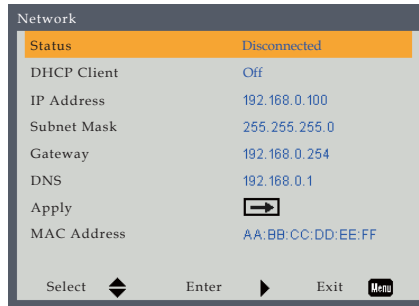 Network
Status Disconnected
DHCP Client Off
IP Address 192.168.0.100
Subnet Mask 255.255.255.0
Gateway 192.168.0.254
DNS 192.168.0.1
Apply
MAC Address AA:BB:CC:DD:EE:FF
Select Enter Exit Menu